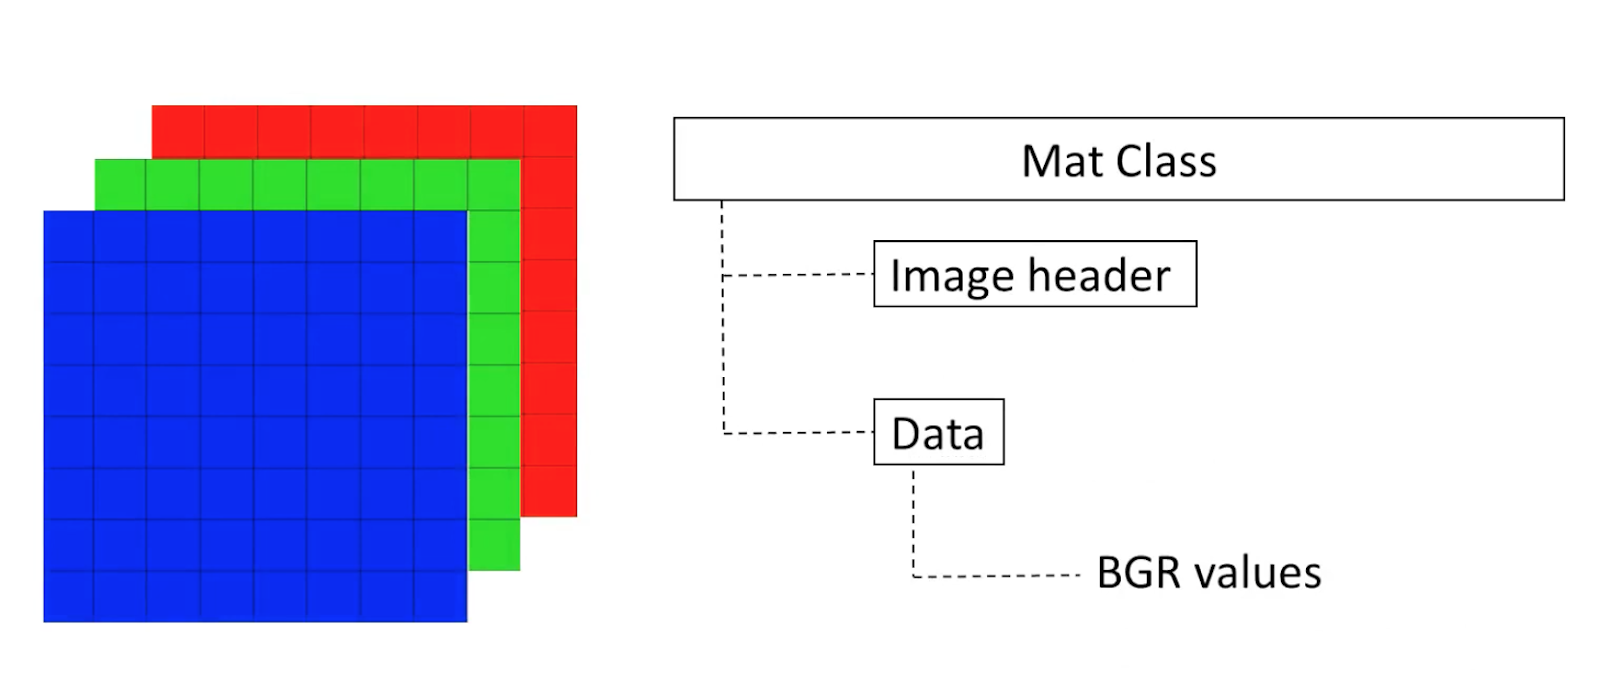 Mat Class
Image header
Data
BGR values